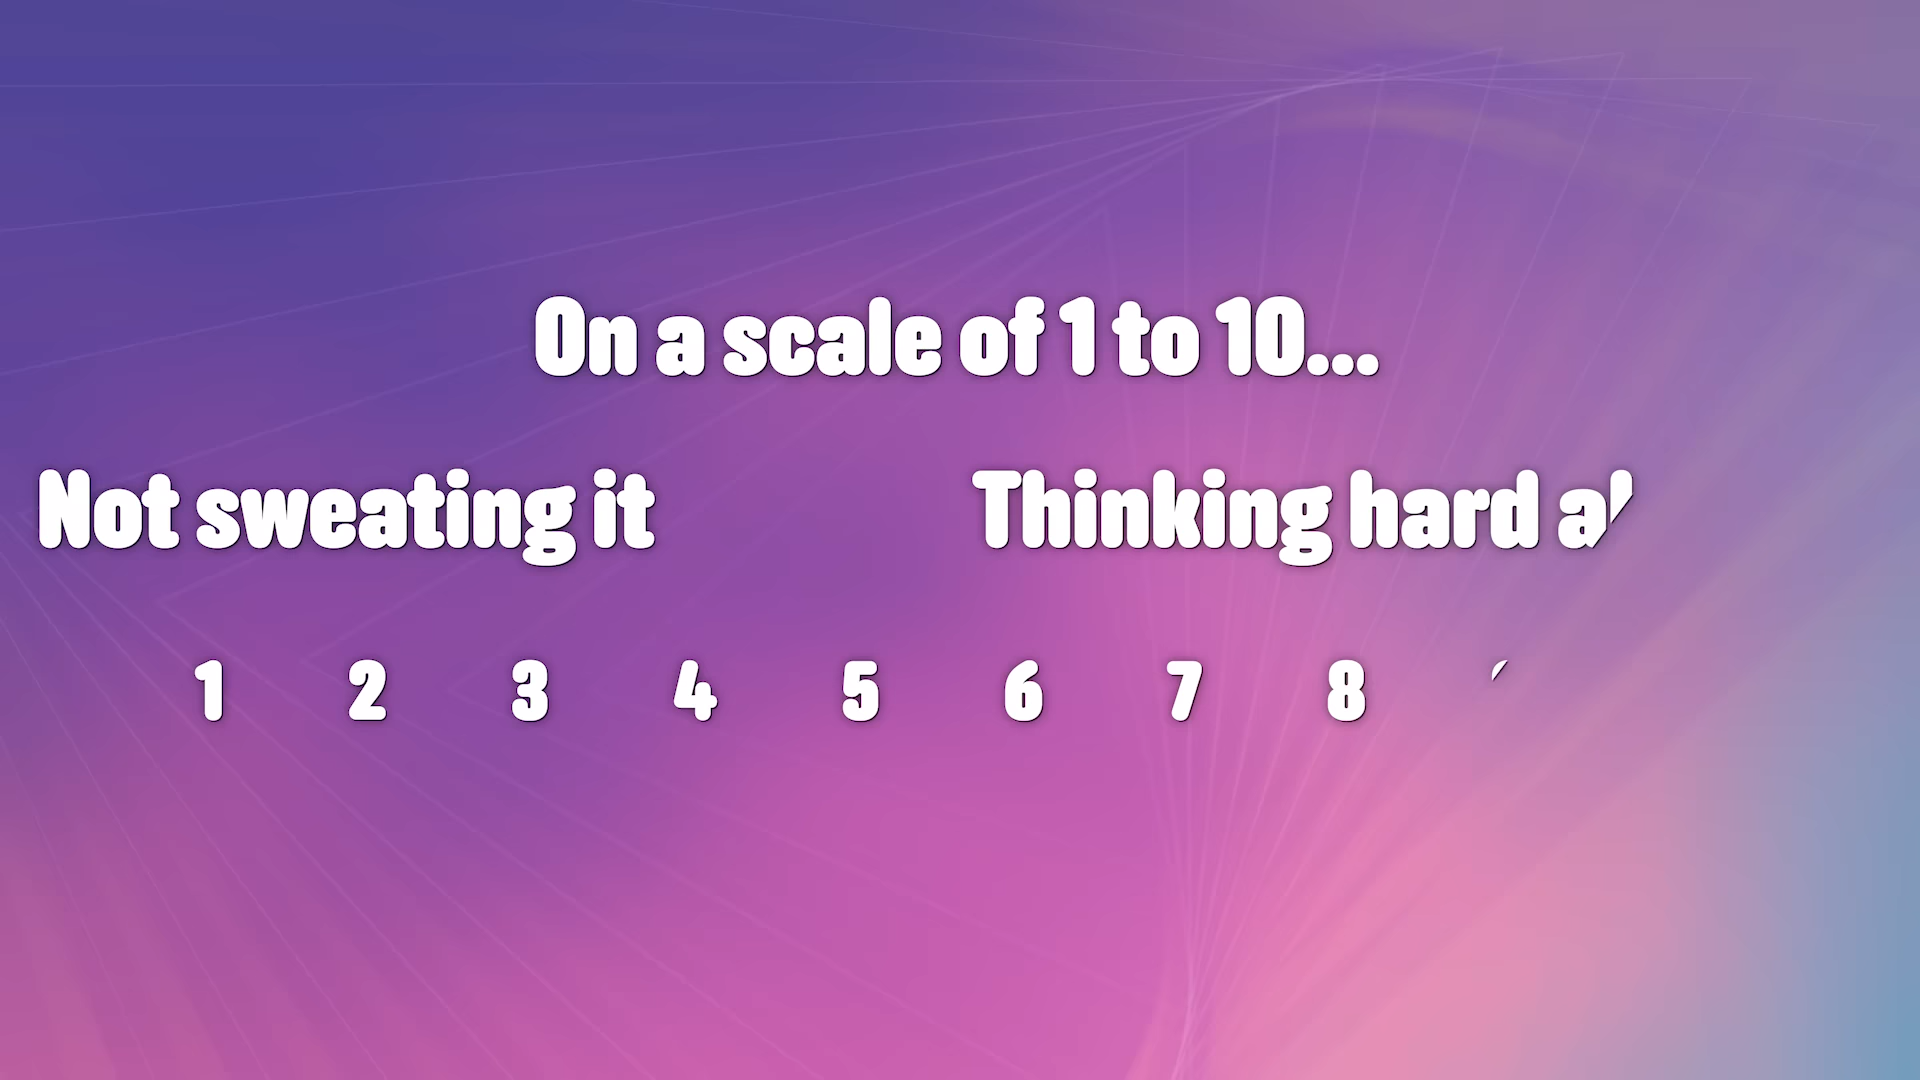 On a scale of 1 to 10...
Not sweating it Thinking hard
1 2 3 4 5 6 7 8